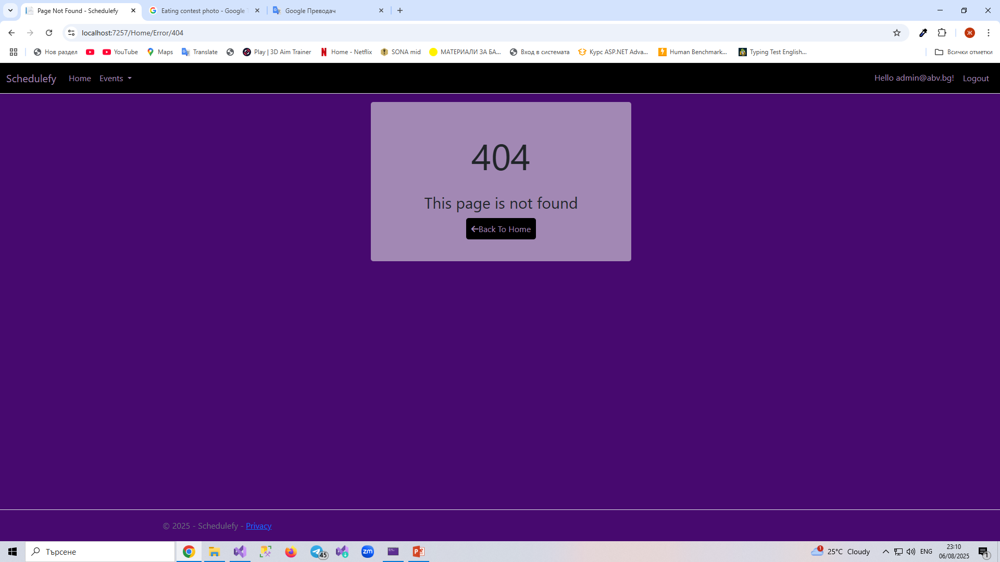 Page Not Found - Schedulefy
Eating contest photo - Google
Google Преводач
localhost:7257/Home/Error/404
Ж
Нов раздел
YouTube
Maps
Translate
Play | 3D Aim Trainer
Home - Netflix
SONA mid
МАТЕРИАЛИ ЗА БА...
Вход в системата
Курс ASP.NET Adva...
Human Benchmark...
Typing Test English...
Всички отметки
Schedulefy
Home
Events
Hello admin@abv.bg!
Logout
404
This page is not found
Back To Home
© 2025 - Schedulefy - Privacy
Търсене
45
zm
1
25°C Cloudy
ENG
23:10
06/08/2025
1